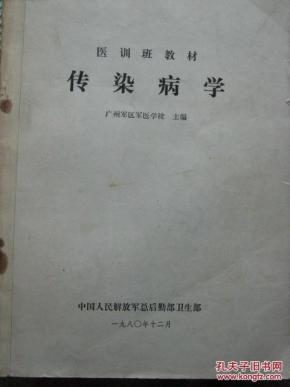 医训班教材
传染病学
广州军区军医学校 主编
中国人民解放军总后勤部卫生部
一九八〇年十二月
孔夫子旧书网